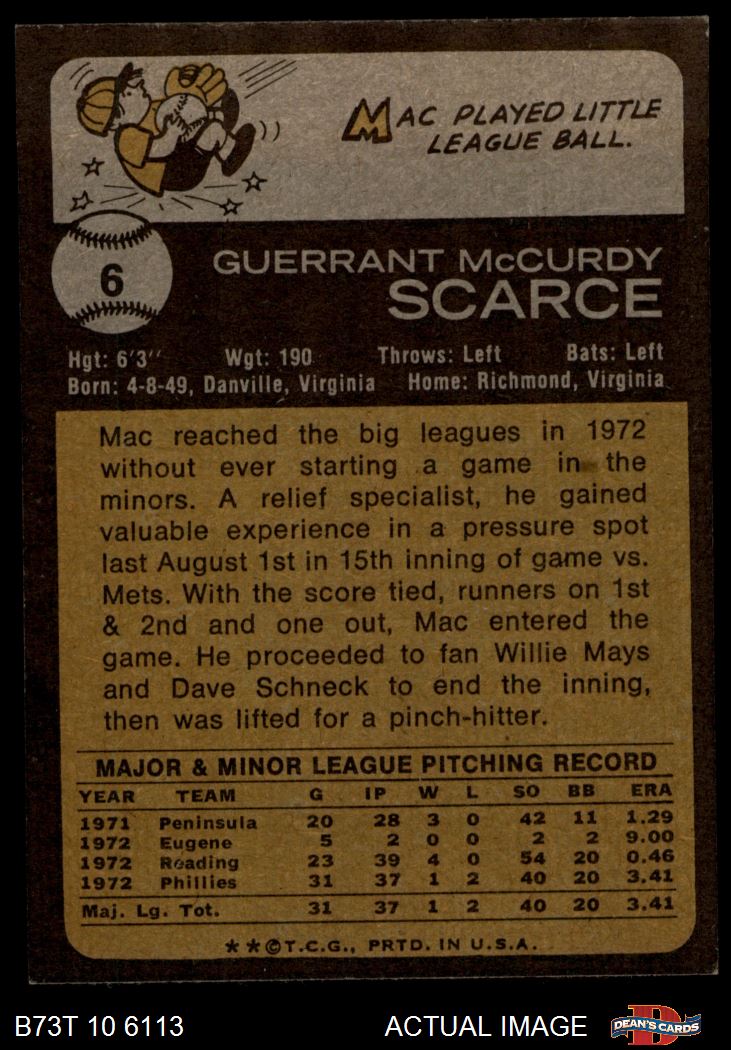 MAC PLAYED LITTLE
LEAGUE BALL.
6
GUERRANT McCURDY
SCARCE
Hgt: 6'3'' Wgt: 190 Throws: Left Bats: Left
Born: 4-8-49, Danville, Virginia Home: Richmond, Virginia
Mac reached the big leagues in 1972
without ever starting a game in the
minors. A relief specialist, he gained
valuable experience in a pressure spot
last August 1st in 15th inning of game vs.
Mets. With the score tied, runners on 1st
& 2nd and one out, Mac entered the
game. He proceeded to fan Willie Mays
and Dave Schneck to end the inning,
then was lifted for a pinch-hitter.
MAJOR & MINOR LEAGUE PITCHING RECORD
YEAR TEAM G IP W L SO BB ERA
1971 Peninsula 20 28 3 0 42 11 1.29
1972 Eugene 5 2 0 0 2 2 9.00
1972 Reading 23 39 4 0 54 20 0.46
1972 Phillies 31 37 1 2 40 20 3.41
Maj. Lg. Tot. 31 37 1 2 40 20 3.41
**©T.C.G., PRTD. IN U.S.A.
B73T 10 6113 ACTUAL IMAGE DEAN'S CARDS